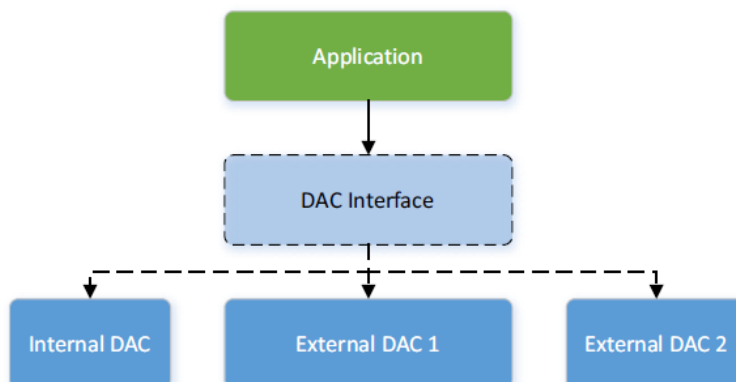 Application
DAC Interface
Internal DAC
External DAC 1
External DAC 2